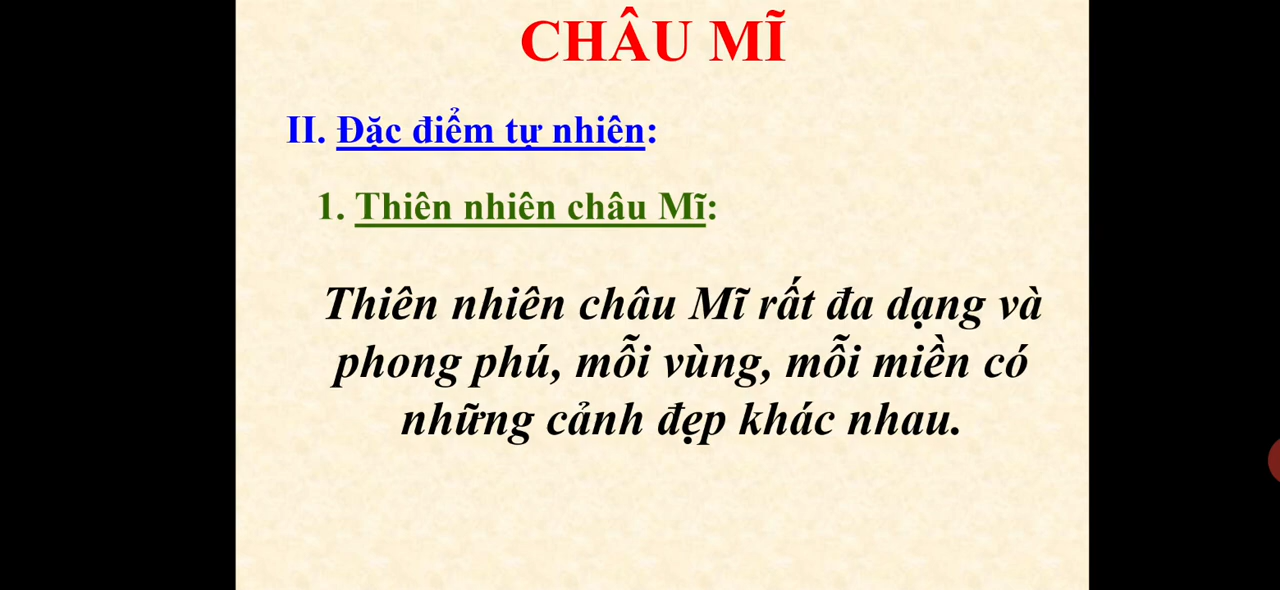 CHÂU MĨ
II. Đặc điểm tự nhiên:
1. Thiên nhiên châu Mĩ:
Thiên nhiên châu Mĩ rất đa dạng và
phong phú, mỗi vùng, mỗi miền có
những cảnh đẹp khác nhau.